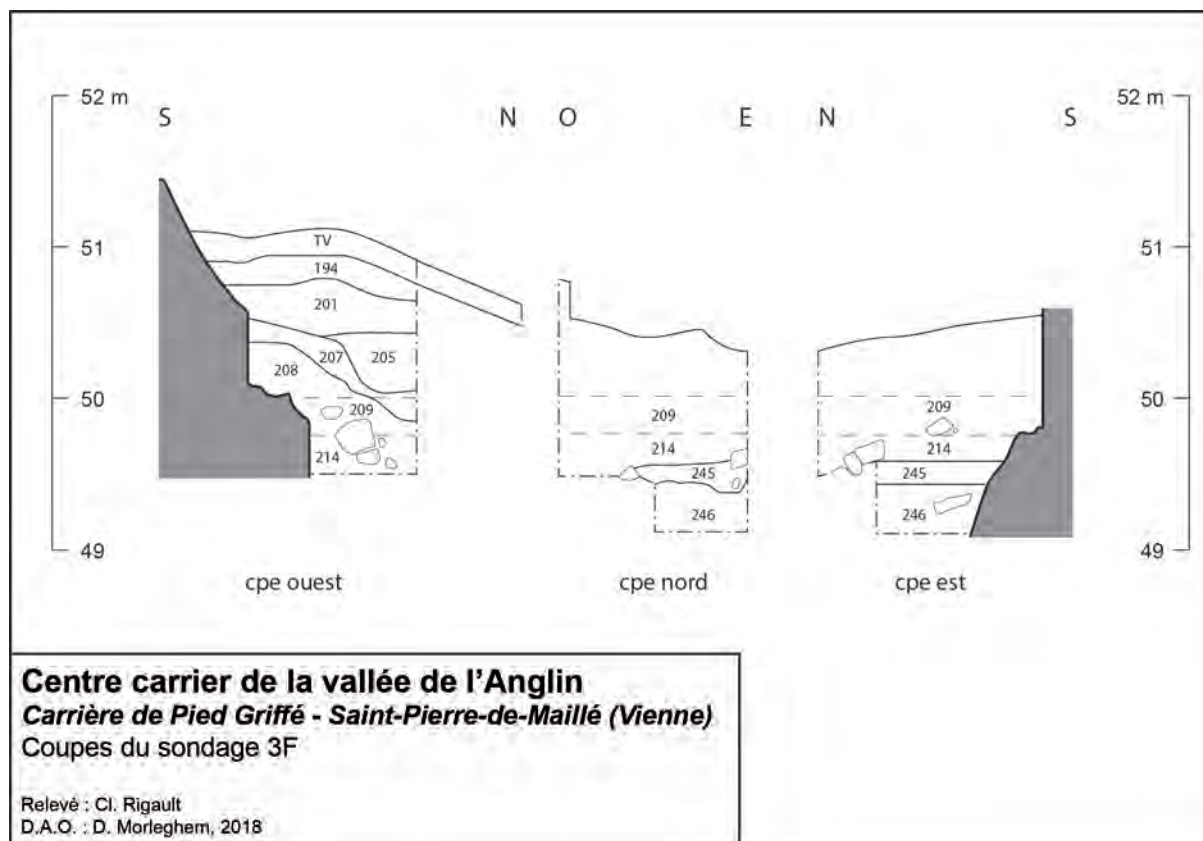 52 m
52 m
S
N
O
E
N
S
51
51
TV
194
201
207
205
208
50
50
209
209
209
214
214
214
245
245
246
246
49
49
cpe ouest
cpe nord
cpe est
Centre carrier de la vallée de l'Anglin
Carrière de Pied Griffé - Saint-Pierre-de-Maillé (Vienne)
Coupes du sondage 3F
Relevé : Cl. Rigault
D.A.O. : D. Morleghem, 2018